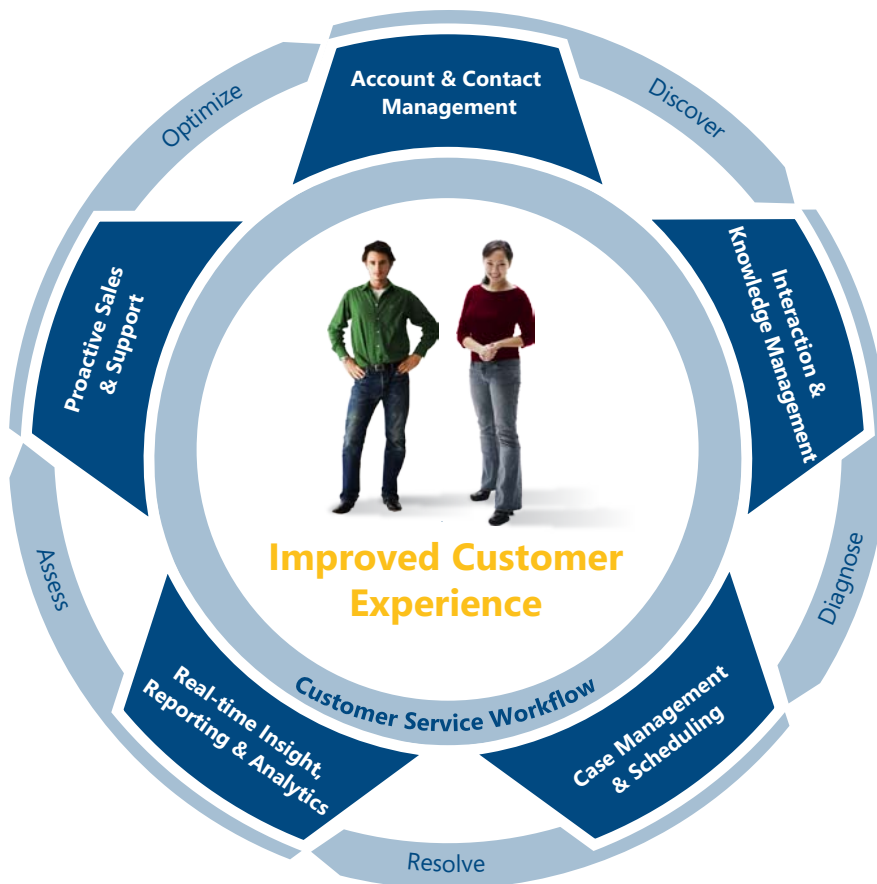 Account & Contact
Management
Discover
Interaction &
Knowledge Management
Diagnose
Case Management
& Scheduling
Resolve
Real-time Insight,
Reporting & Analytics
Assess
Proactive Sales
& Support
Optimize
Improved Customer
Experience
Customer Service Workflow